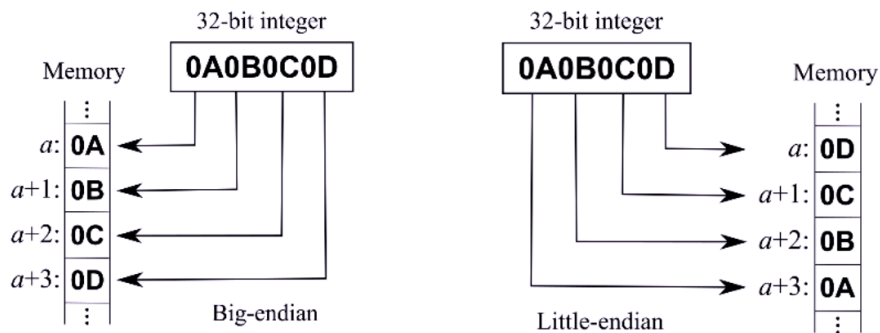 32-bit integer
0A0B0C0D
Memory
⋮
a: 0A
a+1: 0B
a+2: 0C
a+3: 0D
⋮
Big-endian
32-bit integer
0A0B0C0D
Memory
⋮
a: 0D
a+1: 0C
a+2: 0B
a+3: 0A
⋮
Little-endian